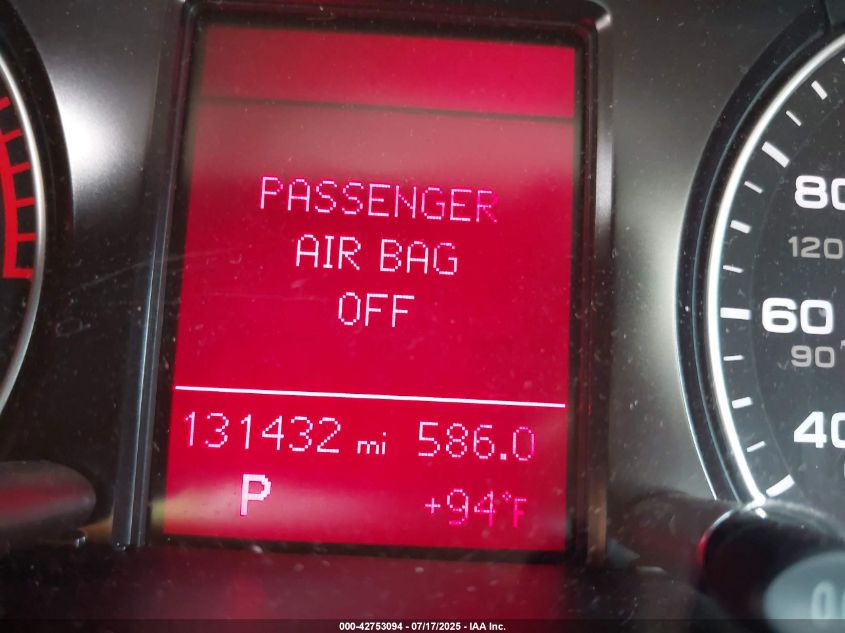 PASSENGER
AIR BAG
OFF
131432 mi 586.0
P
+94°F
80
120
60
90
40
000-42753094 - 07/17/2025 - IAA Inc.